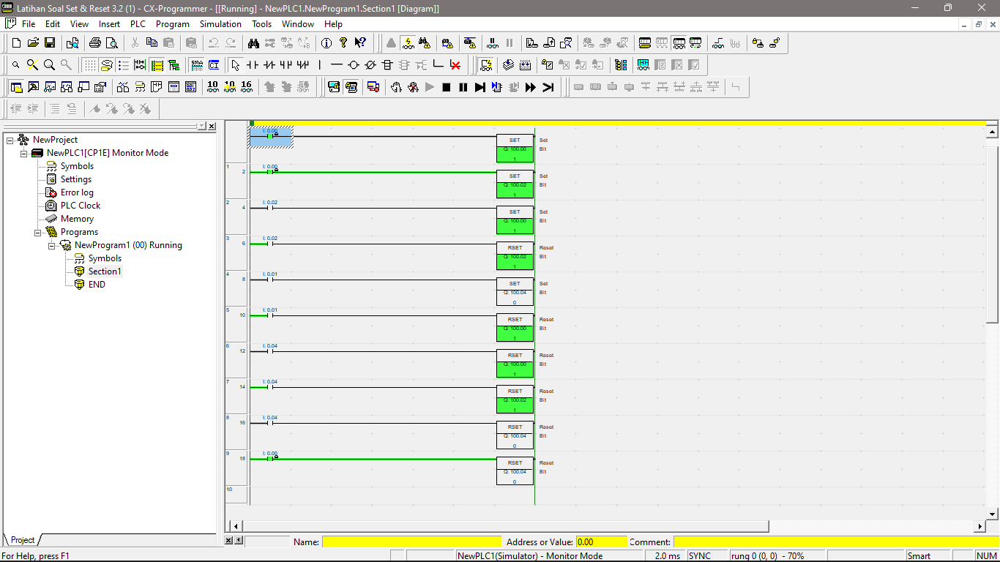 Latihan Soal Set & Reset 3.2 (1) - CX-Programmer - [[Running] - NewPLC1.NewProgram1.Section1 [Diagram]]
File Edit View Insert PLC Program Simulation Tools Window Help
SMA CI
10 10 16
NewProject
NewPLC1[CP1E] Monitor Mode
Symbols
Settings
Error log
PLC Clock
Memory
Programs
NewProgram1 (00) Running
Symbols
Section1
END
Project
I: 0.00
SET Set
Q: 100.00 Bit
1
1 I: 0.00
2 SET Set
Q: 100.02 Bit
1
2 I: 0.02
4 SET Set
Q: 100.00 Bit
1
3 I: 0.02
6 RSET Reset
Q: 100.02 Bit
1
4 I: 0.01
8 SET Set
Q: 100.04 Bit
0
5 I: 0.01
10 RSET Reset
Q: 100.00 Bit
1
6 I: 0.04
12 RSET Reset
Q: 100.00 Bit
1
7 I: 0.04
14 RSET Reset
Q: 100.02 Bit
1
8 I: 0.04
16 RSET Reset
Q: 100.04 Bit
0
9 I: 0.00
18 RSET Reset
Q: 100.04 Bit
0
10
Name: Address or Value: 0.00 Comment:
For Help, press F1 NewPLC1(Simulator) - Monitor Mode 2.0 ms SYNC rung 0 (0, 0) - 70% Smart NUM